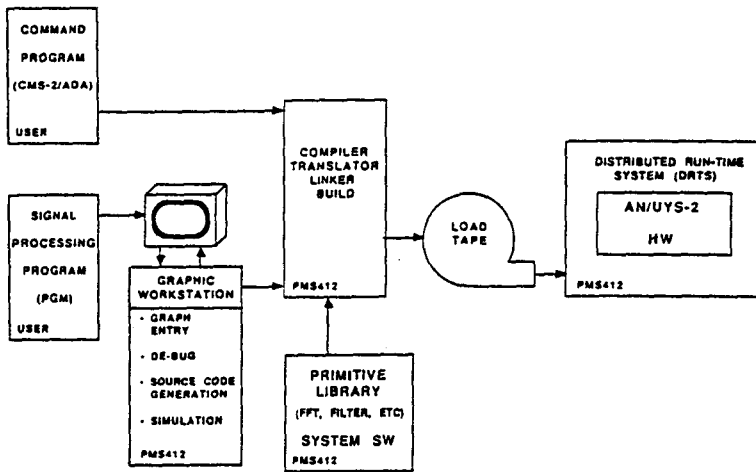 COMMAND
PROGRAM
(CMS-2/ADA)
USER
SIGNAL
PROCESSING
PROGRAM
(PGM)
USER
GRAPHIC
WORKSTATION
• GRAPH
ENTRY
• DE-BUG
• SOURCE CODE
GENERATION
• SIMULATION
PMS412
COMPILER
TRANSLATOR
LINKER
BUILD
PMS412
PRIMITIVE
LIBRARY
(FFT, FILTER, ETC)
SYSTEM SW
PMS412
LOAD
TAPE
DISTRIBUTED RUN-TIME
SYSTEM (DRTS)
AN/UYS-2
HW
PMS412